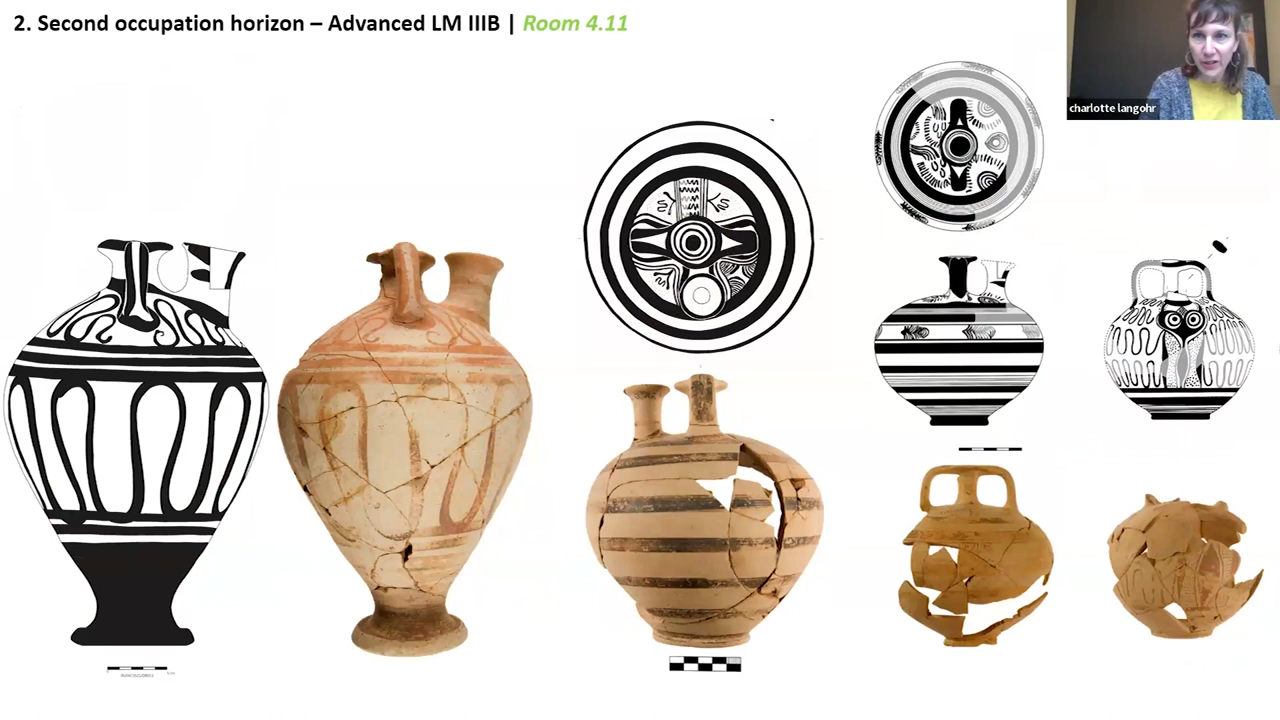 2. Second occupation horizon – Advanced LM IIIB | Room 4.11
charlotte langohr